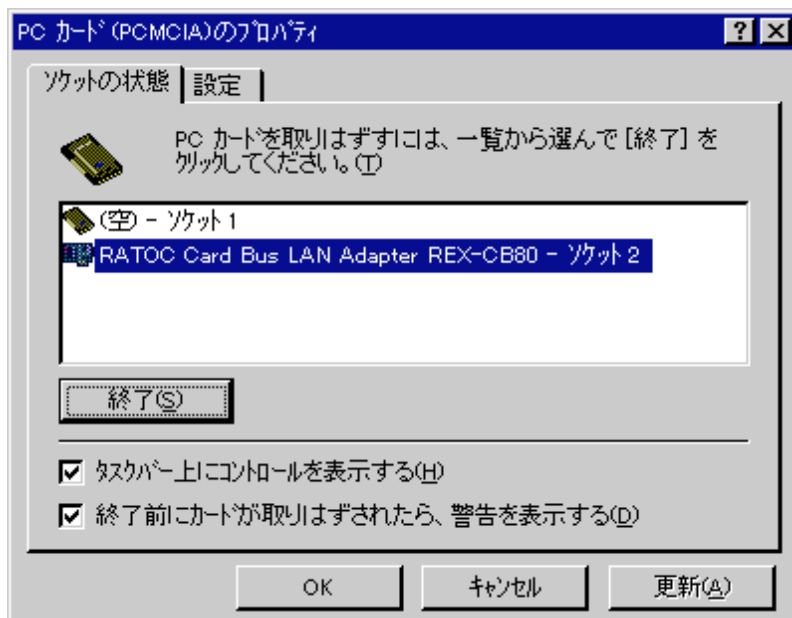 PC ｶｰﾄﾞ(PCMCIA)のﾌﾟﾛﾊﾟﾃｨ
ｿｹｯﾄの状態 設定
PC ｶｰﾄﾞを取りはずすには、一覧から選んで [終了] を
ｸﾘｯｸしてください。(T)
(空) - ｿｹｯﾄ 1
RATOC Card Bus LAN Adapter REX-CB80 - ｿｹｯﾄ 2
終了(S)
ﾀｽｸﾊﾞｰ上にｺﾝﾄﾛｰﾙを表示する(H)
終了前にｶｰﾄﾞが取りはずされたら、警告を表示する(D)
OK ｷｬﾝｾﾙ 更新(A)